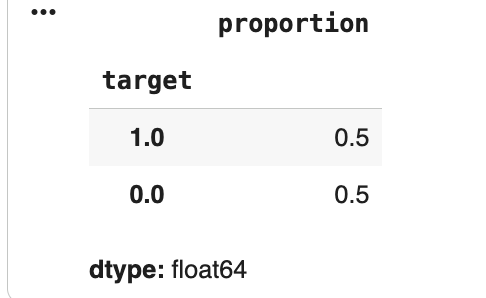 proportion
target
1.0 0.5
0.0 0.5
dtype: float64